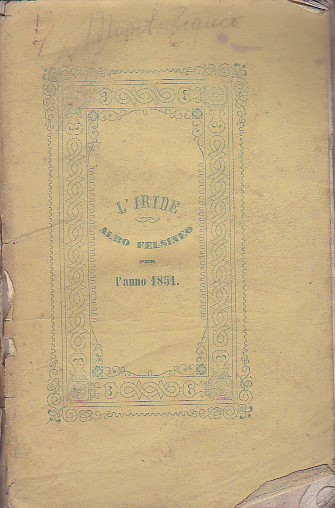 L'IRIDE
ALBO FELSINEO
PER
l'anno 1851.